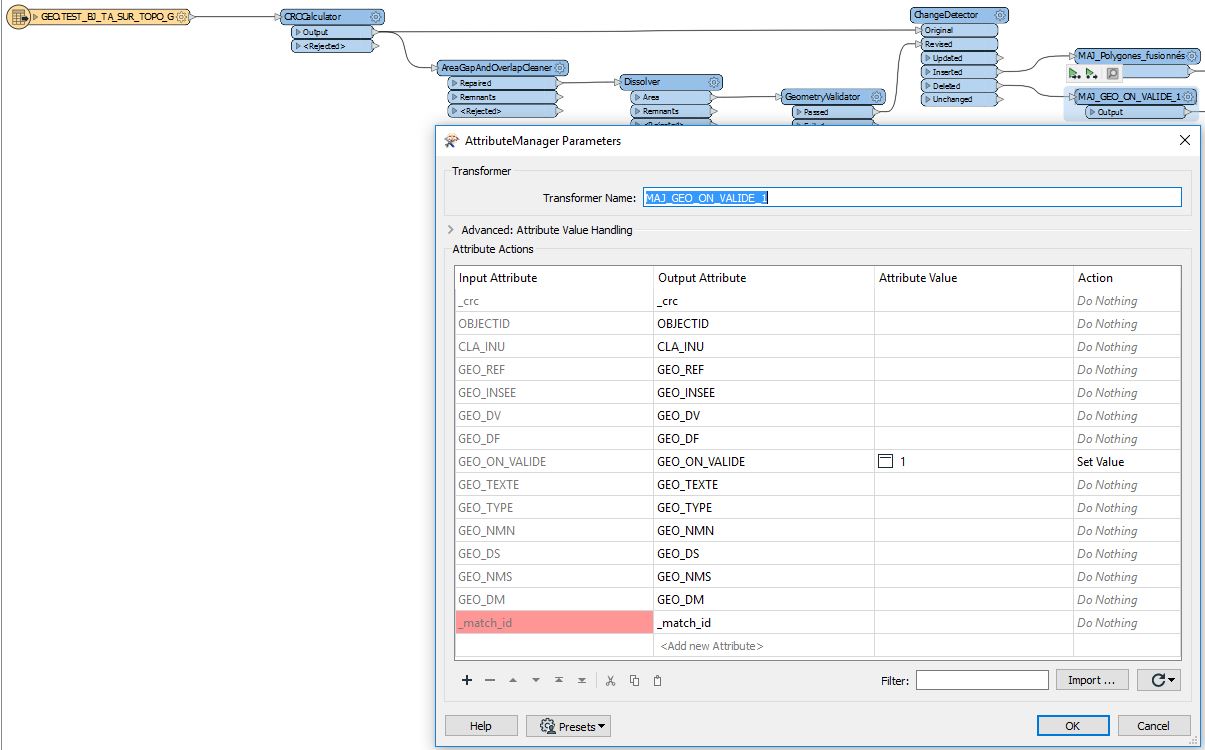 GEO.TEST_BJ_TA_SUR_TOPO_G
CRCCalculator
Output
<Rejected>
AreaGapAndOverlapCleaner
Repaired
Remnants
<Rejected>
Dissolver
Area
Remnants
<Rejected>
GeometryValidator
Passed
ChangeDetector
Original
Revised
Updated
Inserted
Deleted
Unchanged
MAJ_Polygones_fusionnés
MAJ_GEO_ON_VALIDE_1
Output
AttributeManager Parameters
Transformer
Transformer Name: MAJ_GEO_ON_VALIDE_1
Advanced: Attribute Value Handling
Attribute Actions
Input Attribute Output Attribute Attribute Value Action
_crc _crc Do Nothing
OBJECTID OBJECTID Do Nothing
CLA_INU CLA_INU Do Nothing
GEO_REF GEO_REF Do Nothing
GEO_INSEE GEO_INSEE Do Nothing
GEO_DV GEO_DV Do Nothing
GEO_DF GEO_DF Do Nothing
GEO_ON_VALIDE GEO_ON_VALIDE 1 Set Value
GEO_TEXTE GEO_TEXTE Do Nothing
GEO_TYPE GEO_TYPE Do Nothing
GEO_NMN GEO_NMN Do Nothing
GEO_DS GEO_DS Do Nothing
GEO_NMS GEO_NMS Do Nothing
GEO_DM GEO_DM Do Nothing
_match_id _match_id Do Nothing
<Add new Attribute>
Filter: Import ...
Help Presets OK Cancel